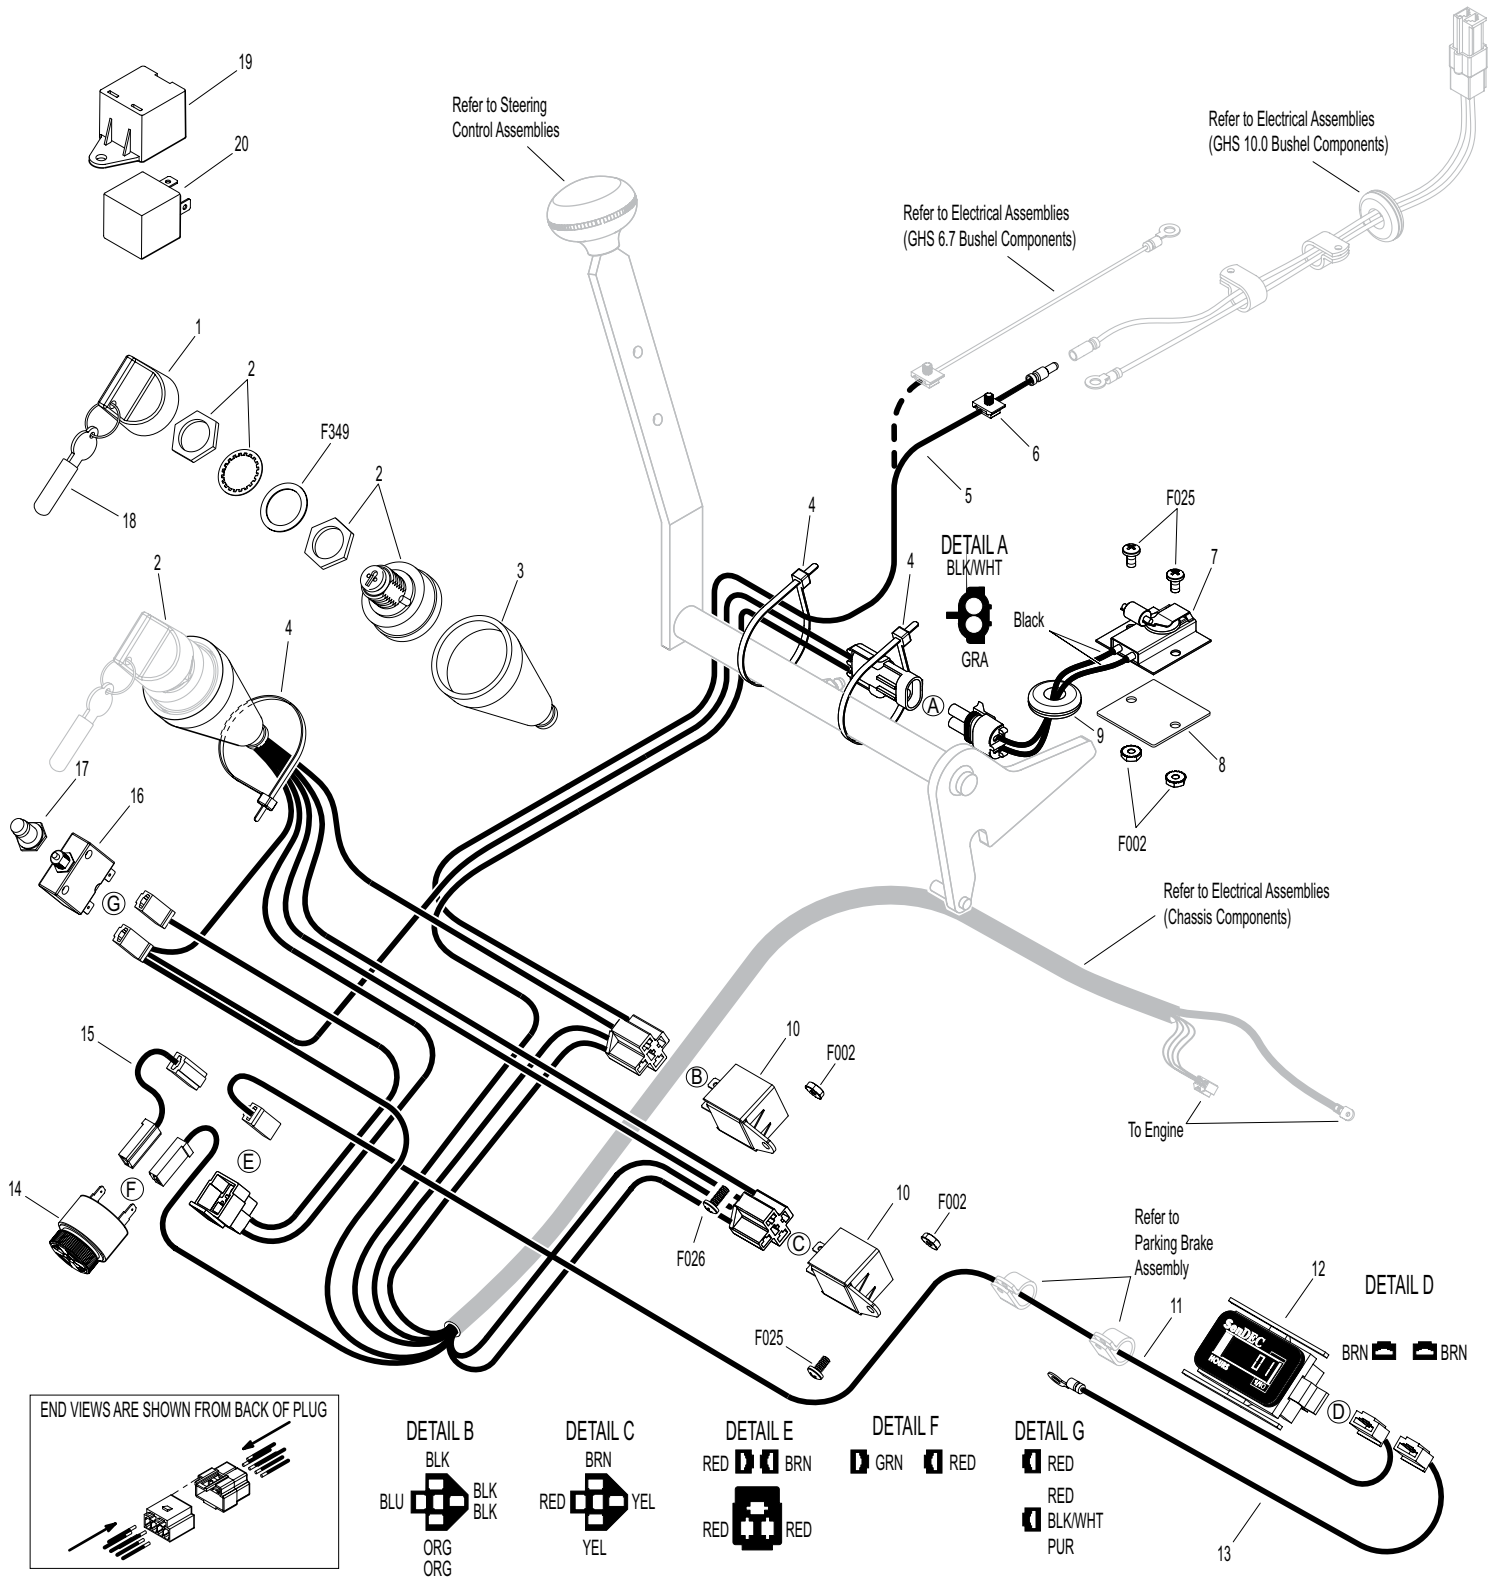 19
20
Refer to Steering
Control Assemblies
Refer to Electrical Assemblies
(GHS 10.0 Bushel Components)
Refer to Electrical Assemblies
(GHS 6.7 Bushel Components)
1
2
F349
2
18
6
5
F025
7
4
DETAIL A
BLK/WHT
4
GRA
Black
2
4
3
A
9
8
F002
17
16
G
Refer to Electrical Assemblies
(Chassis Components)
15
10
F002
B
To Engine
E
14
F
10
F002
C
F026
Refer to
Parking Brake
Assembly
12
11
DETAIL D
SenDEC
HOURS
BRN
BRN
F025
D
13
END VIEWS ARE SHOWN FROM BACK OF PLUG
DETAIL B
BLK
BLU
BLK
BLK
ORG
ORG
DETAIL C
BRN
RED
YEL
YEL
DETAIL E
RED
BRN
RED
RED
DETAIL F
GRN
RED
DETAIL G
RED
RED
BLK/WHT
PUR